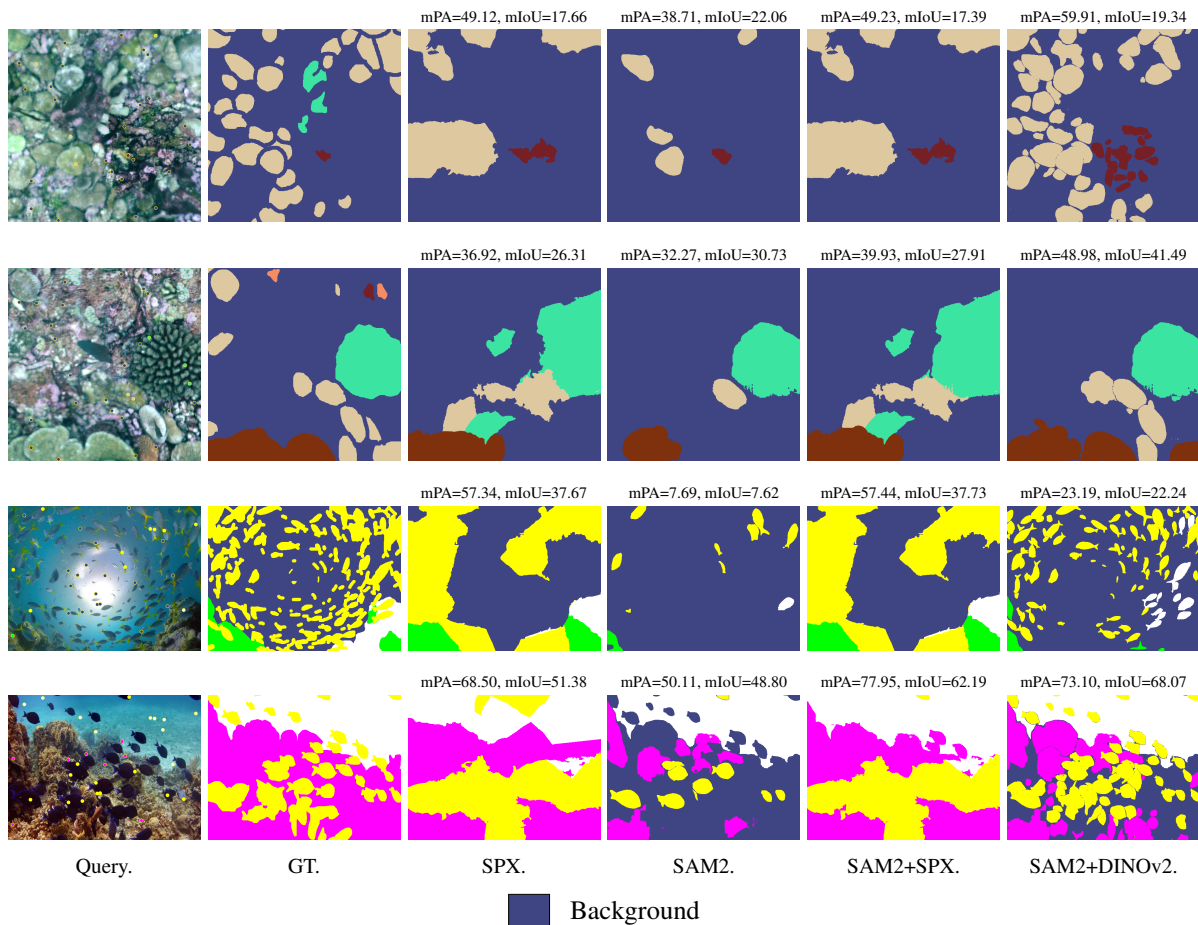 mPA=49.12, mIoU=17.66 mPA=38.71, mIoU=22.06 mPA=49.23, mIoU=17.39 mPA=59.91, mIoU=19.34
mPA=36.92, mIoU=26.31 mPA=32.27, mIoU=30.73 mPA=39.93, mIoU=27.91 mPA=48.98, mIoU=41.49
mPA=57.34, mIoU=37.67 mPA=7.69, mIoU=7.62 mPA=57.44, mIoU=37.73 mPA=23.19, mIoU=22.24
mPA=68.50, mIoU=51.38 mPA=50.11, mIoU=48.80 mPA=77.95, mIoU=62.19 mPA=73.10, mIoU=68.07
Query. GT. SPX. SAM2. SAM2+SPX. SAM2+DINOv2.
Background